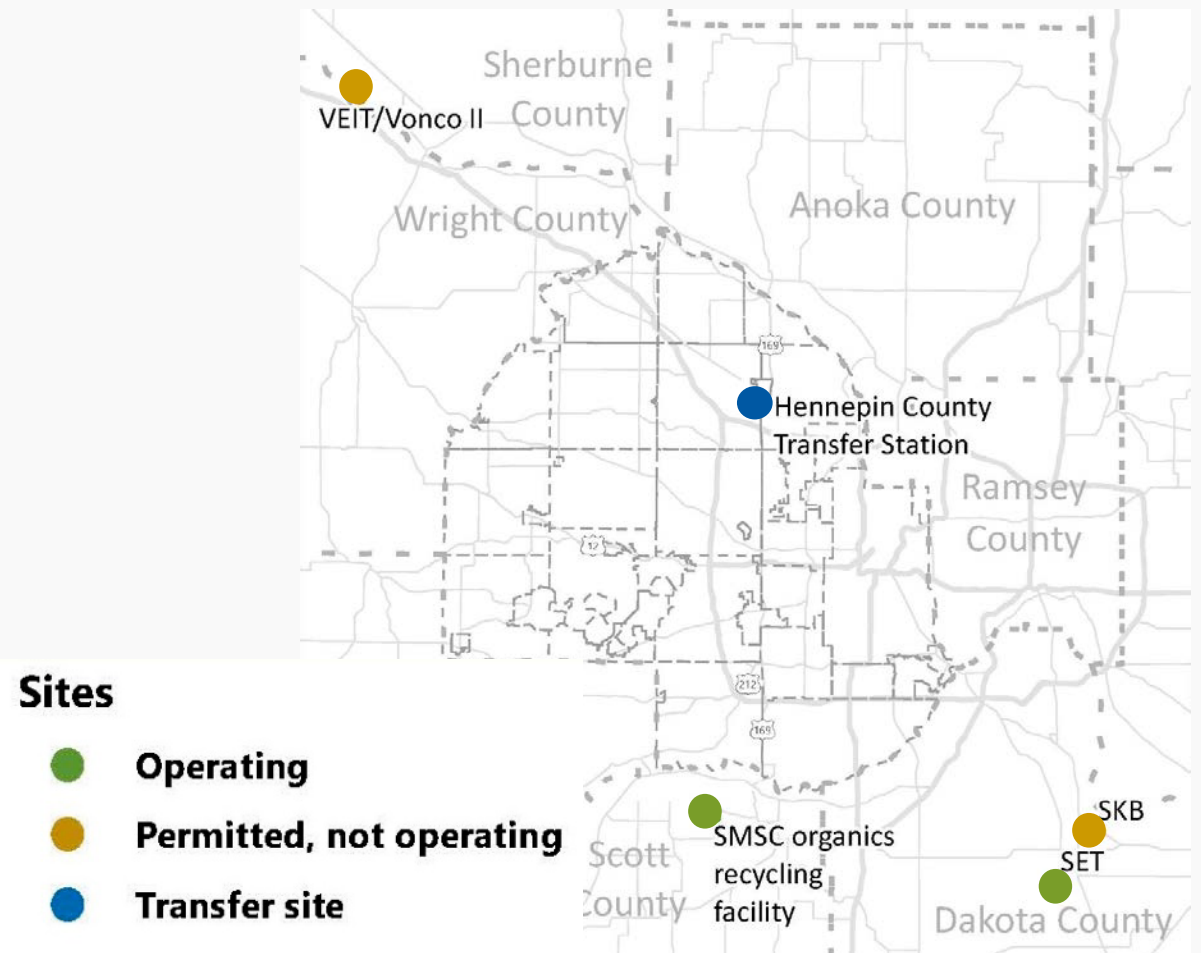 Sherburne
County
VEIT/Vonco II
Wright County
Anoka County
169
Hennepin County
Transfer Station
Ramsey
County
12
212
169
Sites
Operating
Permitted, not operating
Transfer site
SMSC organics
recycling
facility
Scott
County
SKB
SET
Dakota County